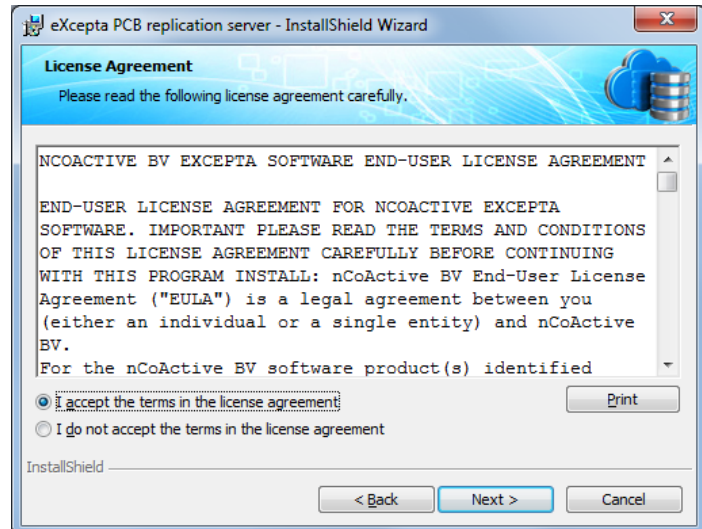 eXcepta PCB replication server - InstallShield Wizard
License Agreement
Please read the following license agreement carefully.
NCOACTIVE BV EXCEPTA SOFTWARE END-USER LICENSE AGREEMENT
END-USER LICENSE AGREEMENT FOR NCOACTIVE EXCEPTA
SOFTWARE. IMPORTANT PLEASE READ THE TERMS AND CONDITIONS
OF THIS LICENSE AGREEMENT CAREFULLY BEFORE CONTINUING
WITH THIS PROGRAM INSTALL: nCoActive BV End-User License
Agreement ("EULA") is a legal agreement between you
(either an individual or a single entity) and nCoActive
BV.
For the nCoActive BV software product(s) identified
I accept the terms in the license agreement
Print
I do not accept the terms in the license agreement
InstallShield
< Back
Next >
Cancel